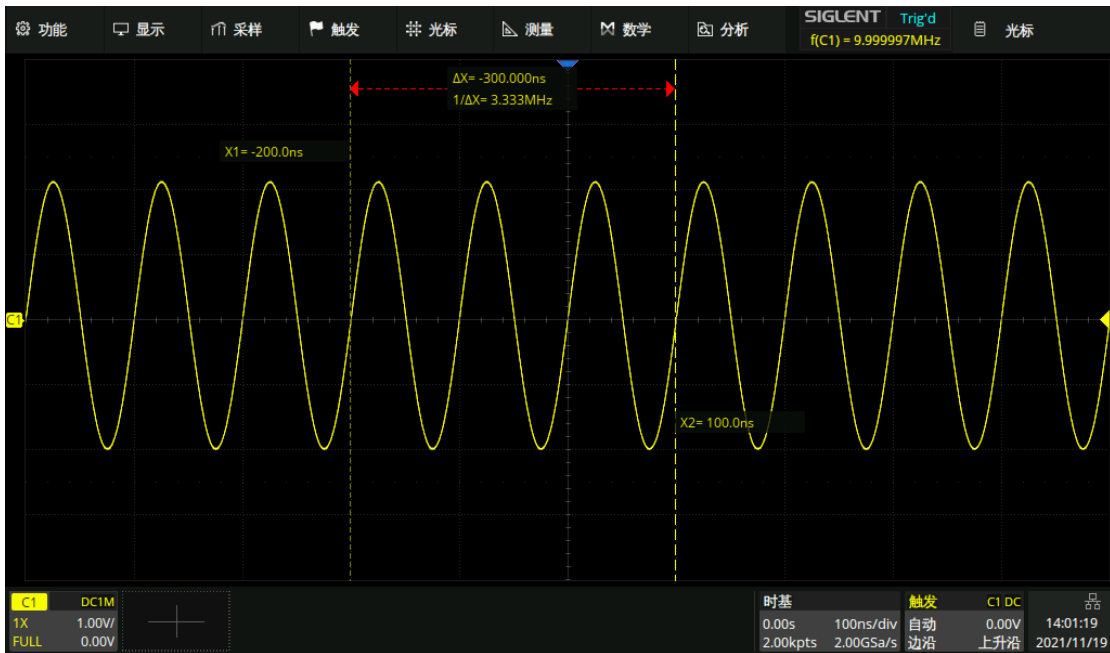 功能 显示 采样 触发 光标 测量 数学 分析 SIGLENT Trig'd 光标
f(C1) = 9.999997MHz
ΔX= -300.000ns
1/ΔX= 3.333MHz
X1= -200.0ns
C1
X2= 100.0ns
C1 DC1M 时基 触发 C1 DC
1X 1.00V/ 0.00s 100ns/div 自动 0.00V 14:01:19
FULL 0.00V 2.00kpts 2.00GSa/s 边沿 上升沿 2021/11/19